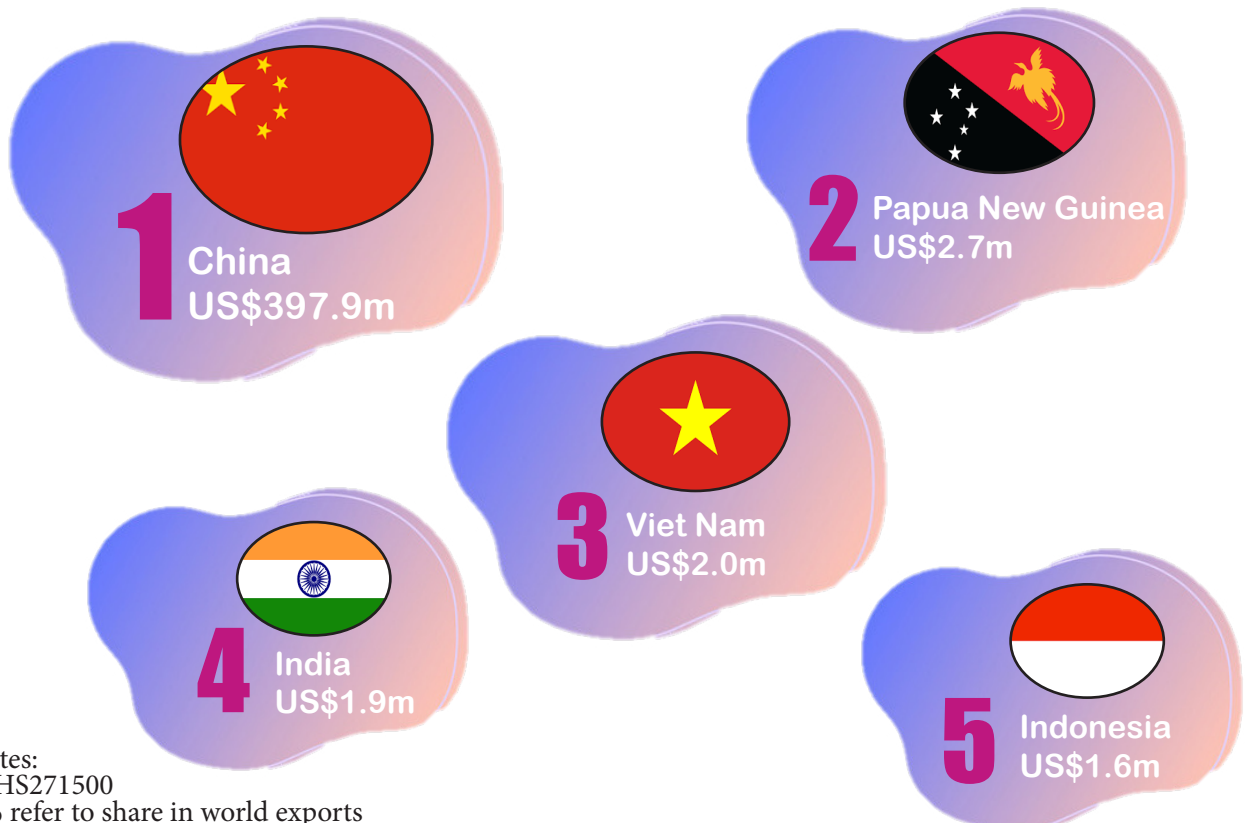 1
China
US$397.9m
2
Papua New Guinea
US$2.7m
3
Viet Nam
US$2.0m
4
India
US$1.9m
5
Indonesia
US$1.6m
HS271500
refer to share in world exports